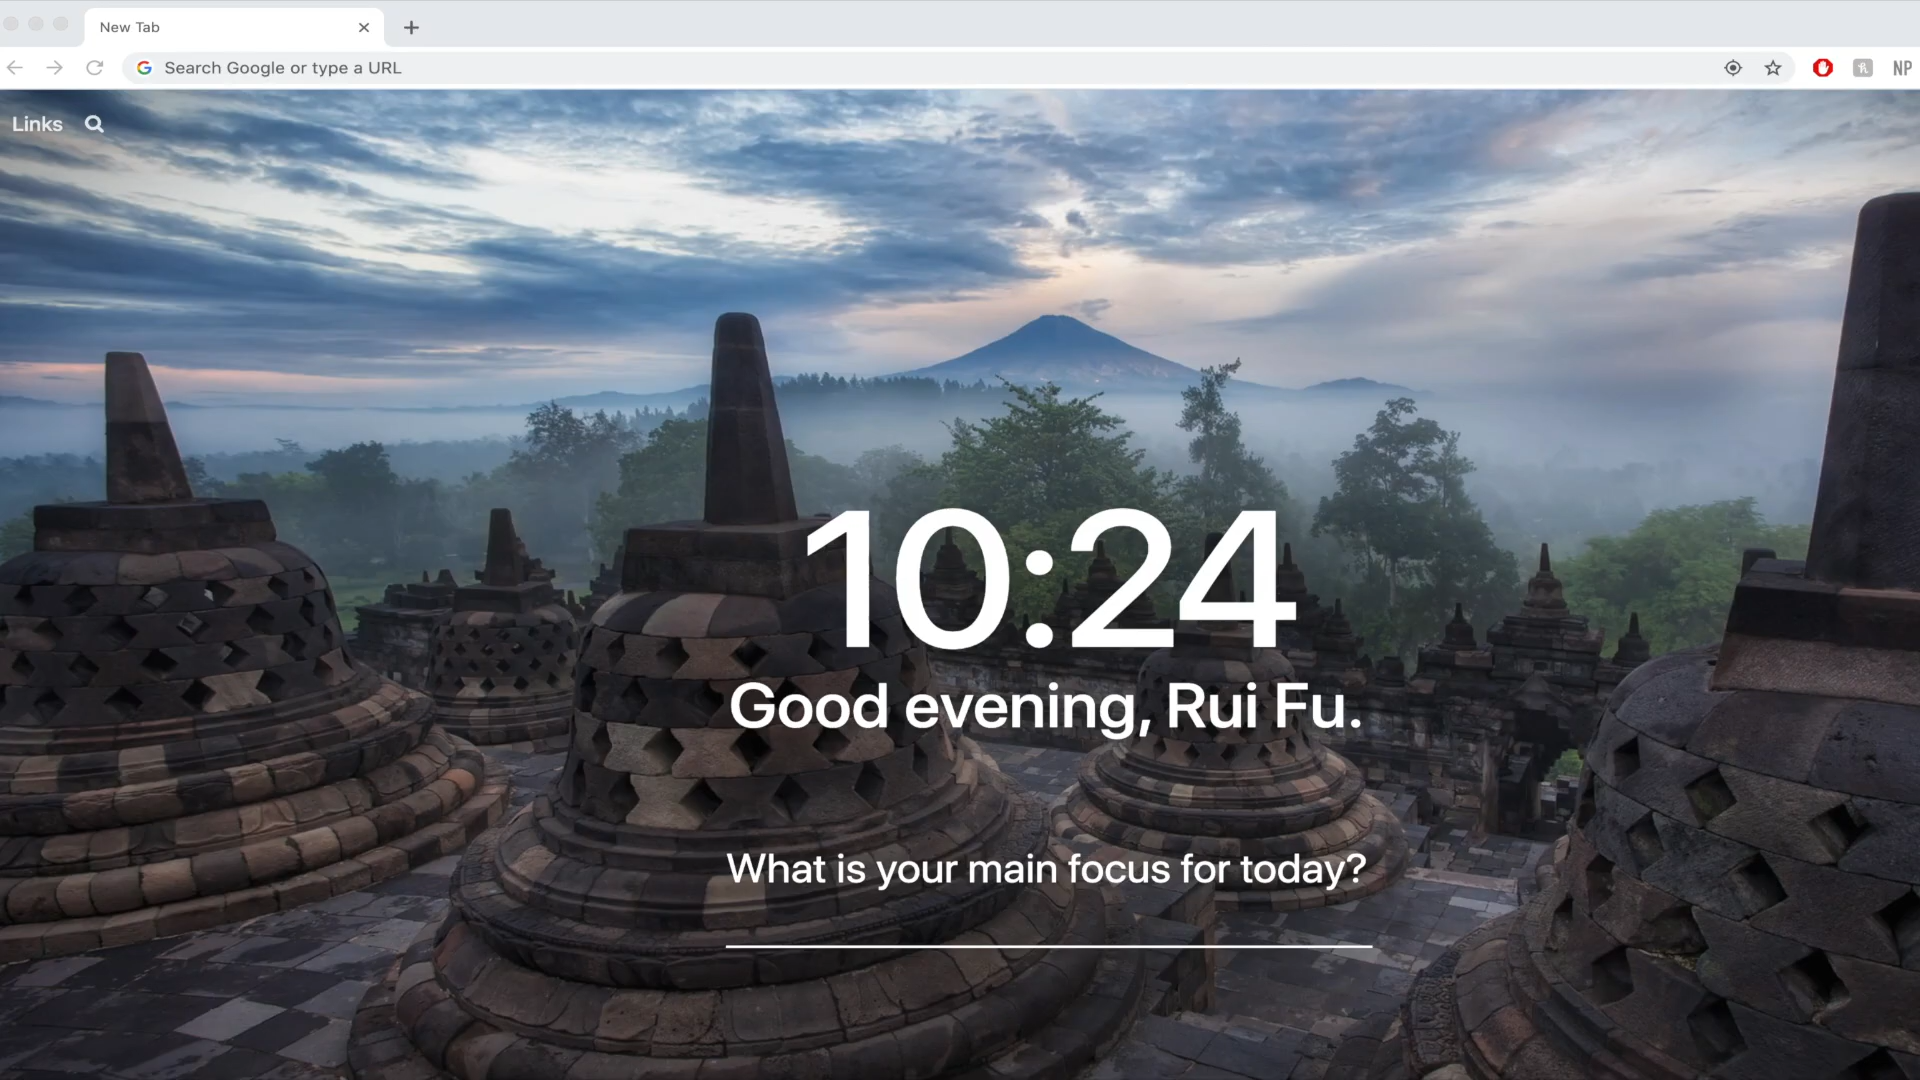 New Tab
Search Google or type a URL
NP
Links
10:24
Good evening, Rui Fu.
What is your main focus for today?